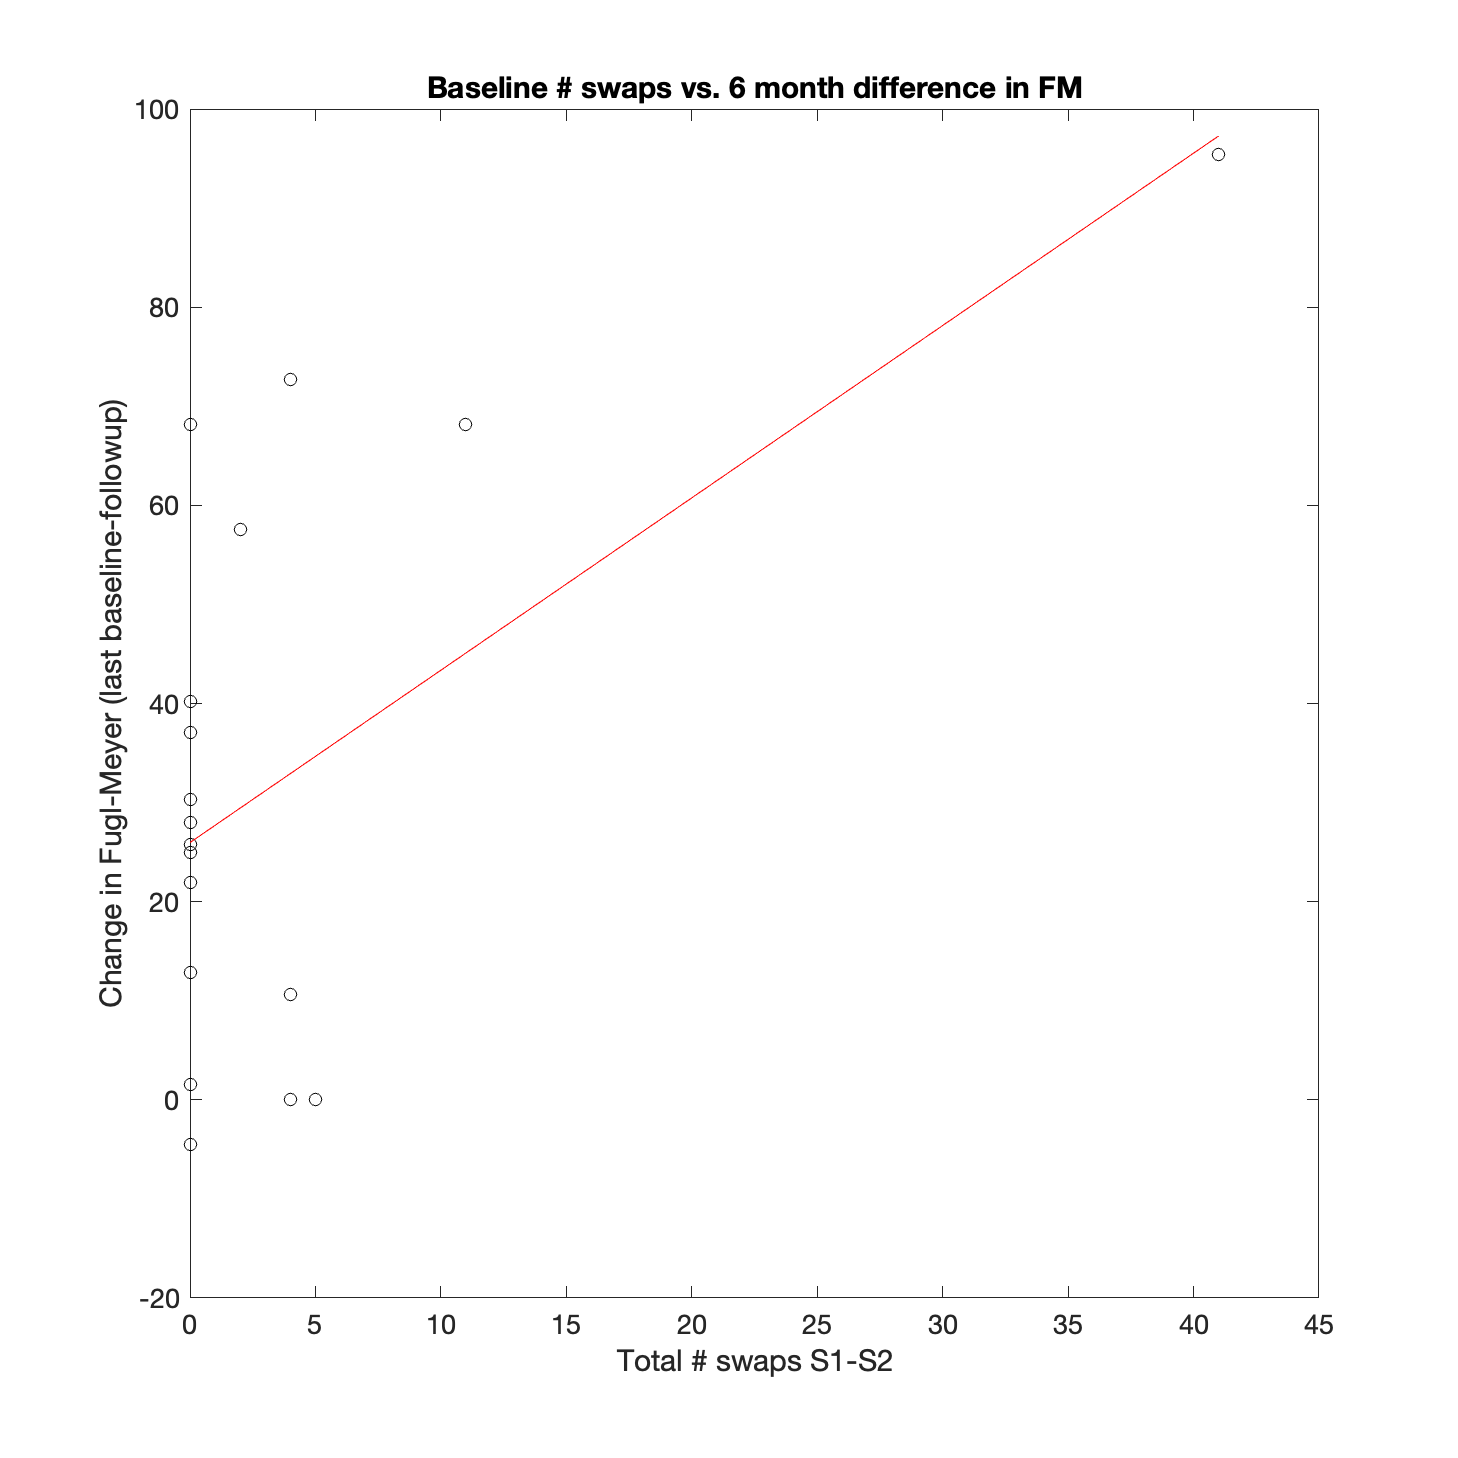 Baseline # swaps vs. 6 month difference in FM
100
80
60
40
20
0
-20
Change in Fugl-Meyer (last baseline-followup)
0 5 10 15 20 25 30 35 40 45
Total # swaps S1-S2